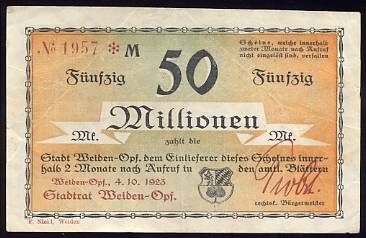 № 1957 ✻ M
Scheine, welche innerhalb
zweier Monate nach Aufruf
nicht eingelöst sind, verfallen
Fünfzig 50 Fünfzig
Millionen
Mk. zahlt die Mk.
Stadt Weiden-Opf. dem Einlieferer dieses Scheines inner-
halb 2 Monate nach Aufruf in den amtl. Blättern
Weiden-Opf., 4. 10. 1923
Stadtrat Weiden-Opf.
rechtsk. Bürgermeister
Weiden